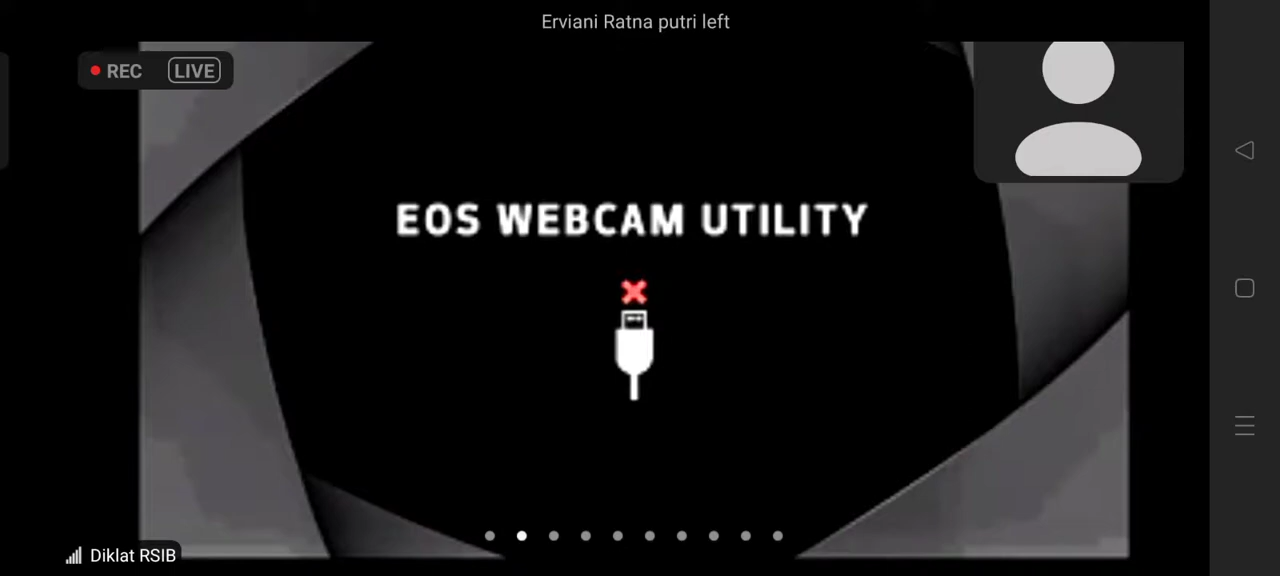 Erviani Ratna putri left
REC LIVE
EOS WEBCAM UTILITY
Diklat RSIB